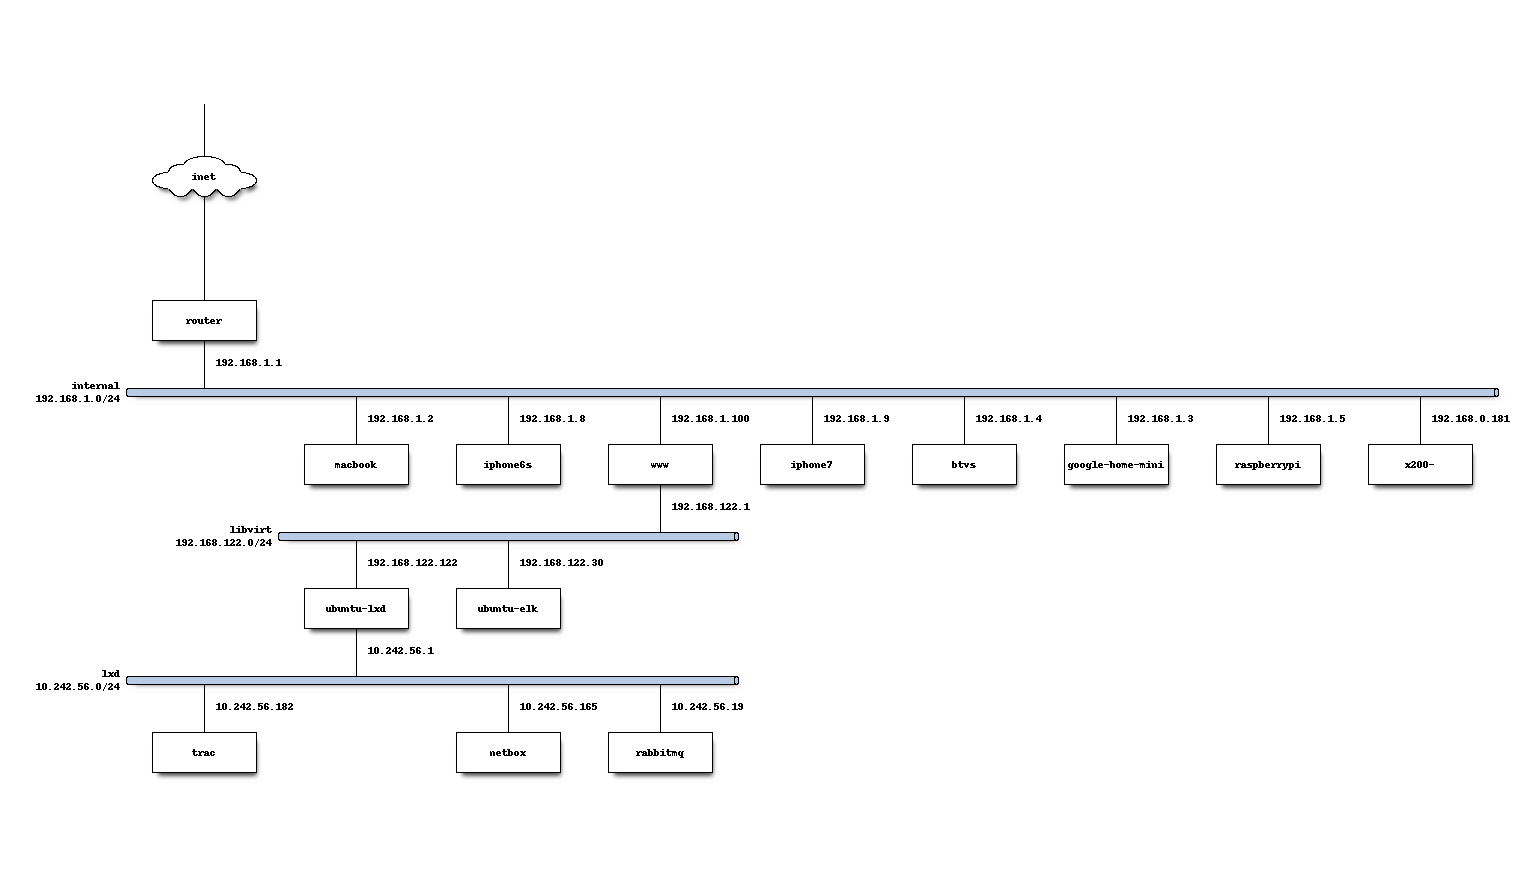 inet
router
192.168.1.1
internal
192.168.1.0/24
192.168.1.2
192.168.1.8
192.168.1.100
192.168.1.9
192.168.1.4
192.168.1.3
192.168.1.5
192.168.0.181
macbook
iphone6s
www
iphone7
btvs
google-home-mini
raspberrypi
x200-
192.168.122.1
libvirt
192.168.122.0/24
192.168.122.122
192.168.122.30
ubuntu-lxd
ubuntu-elk
10.242.56.1
lxd
10.242.56.0/24
10.242.56.182
10.242.56.165
10.242.56.19
trac
netbox
rabbitmq